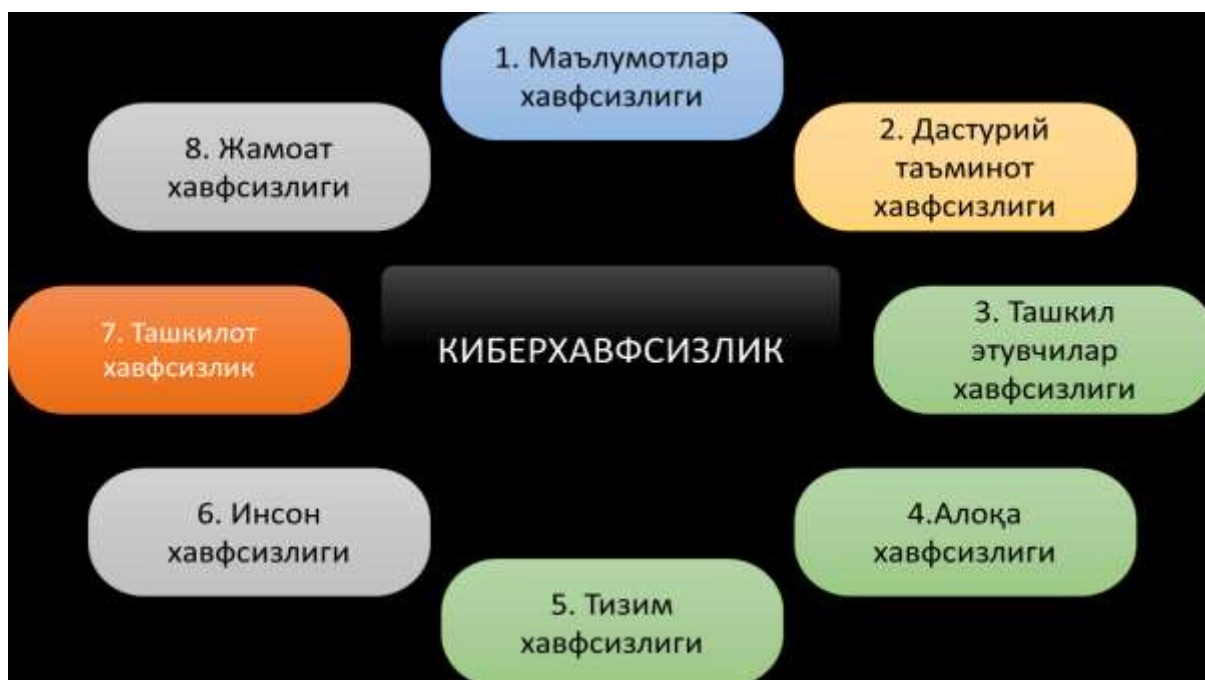 1. Маълумотлар
хавфсизлиги
2. Дастурий
таъминот
хавфсизлиги
3. Ташкил
этувчилар
хавфсизлиги
4.Алоқа
хавфсизлиги
5. Тизим
хавфсизлиги
6. Инсон
хавфсизлиги
7. Ташкилот
хавфсизлик
8. Жамоат
хавфсизлиги
КИБЕРХАВФСИЗЛИК